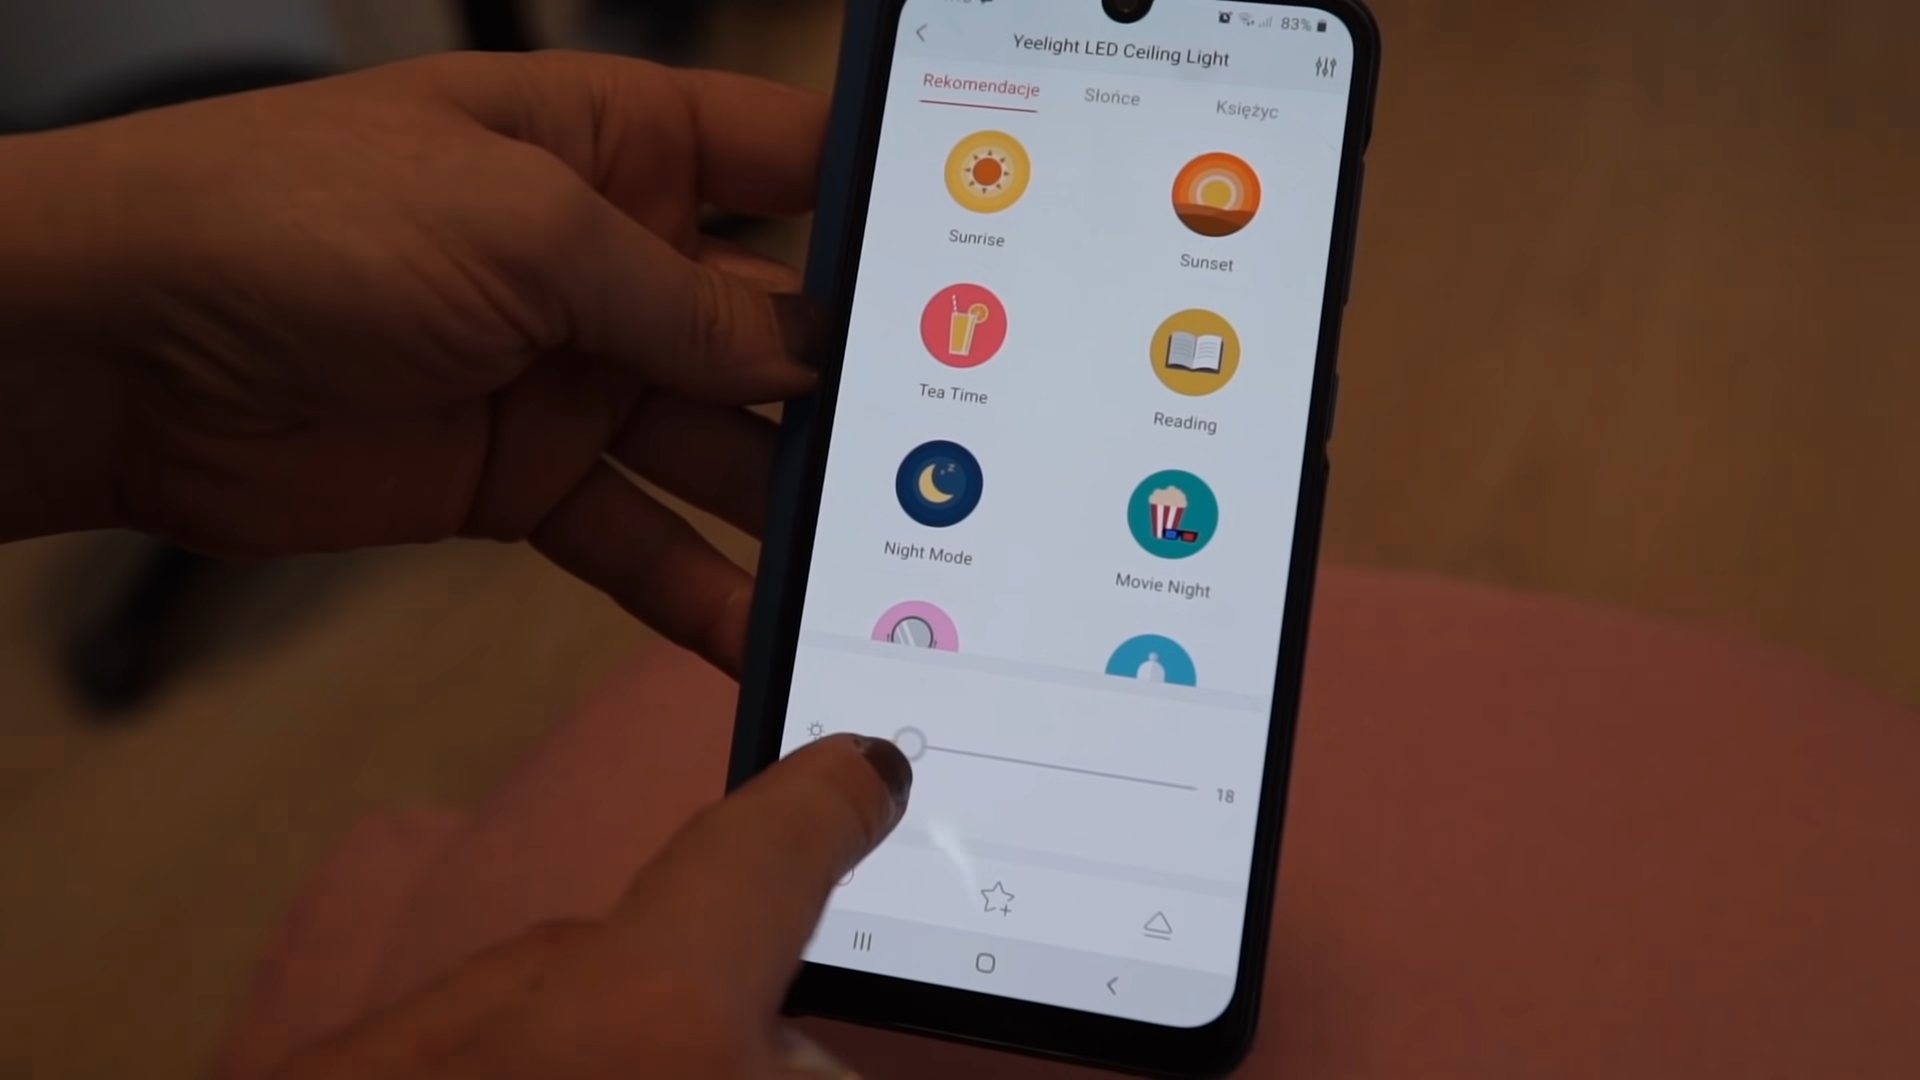 83%
Yeelight LED Ceiling Light
Rekomendacje Słońce Księżyc
Sunrise Sunset
Tea Time Reading
Night Mode Movie Night
18